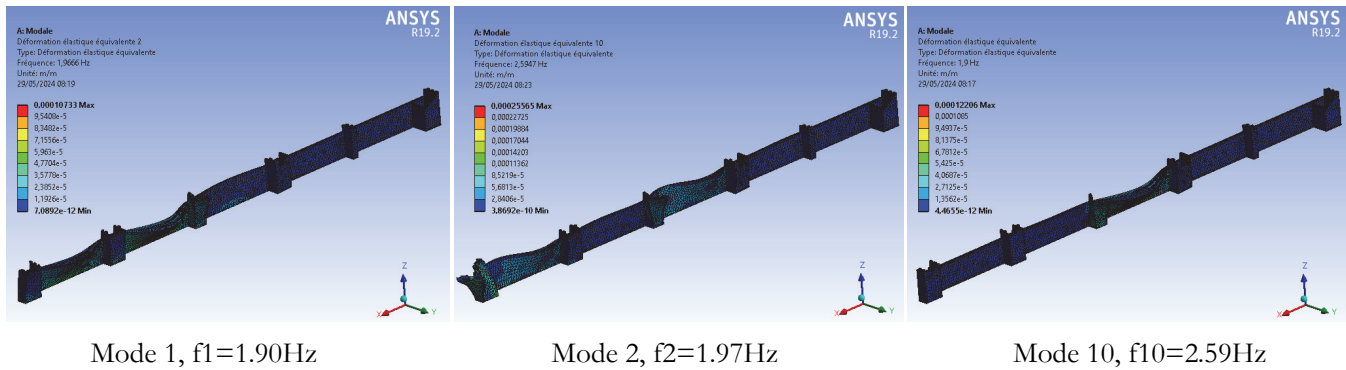 ANSYS
R19.2
A: Modale
Déformation élastique équivalente 2
Type: Déformation élastique équivalente
Fréquence: 1,9666 Hz
Unité: m/m
29/05/2024 08:19
0,00010733 Max
9,5408e-5
8,3482e-5
7,1556e-5
5,963e-5
4,7704e-5
3,5778e-5
2,3852e-5
1,1926e-5
7,0892e-12 Min
Z
X
Y
ANSYS
R19.2
A: Modale
Déformation élastique équivalente 10
Type: Déformation élastique équivalente
Fréquence: 2,5947 Hz
Unité: m/m
29/05/2024 08:23
0,00025565 Max
0,00022725
0,00019884
0,00017044
0,00014203
0,00011362
8,5219e-5
5,6813e-5
2,8406e-5
3,8692e-10 Min
Z
X
Y
ANSYS
R19.2
A: Modale
Déformation élastique équivalente
Type: Déformation élastique équivalente
Fréquence: 1,9 Hz
Unité: m/m
29/05/2024 08:17
0,00012206 Max
0,0001085
9,4937e-5
8,1375e-5
6,7812e-5
5,425e-5
4,0687e-5
2,7125e-5
1,3562e-5
4,4655e-12 Min
Z
X
Y
Mode 1, f1=1.90Hz
Mode 2, f2=1.97Hz
Mode 10, f10=2.59Hz